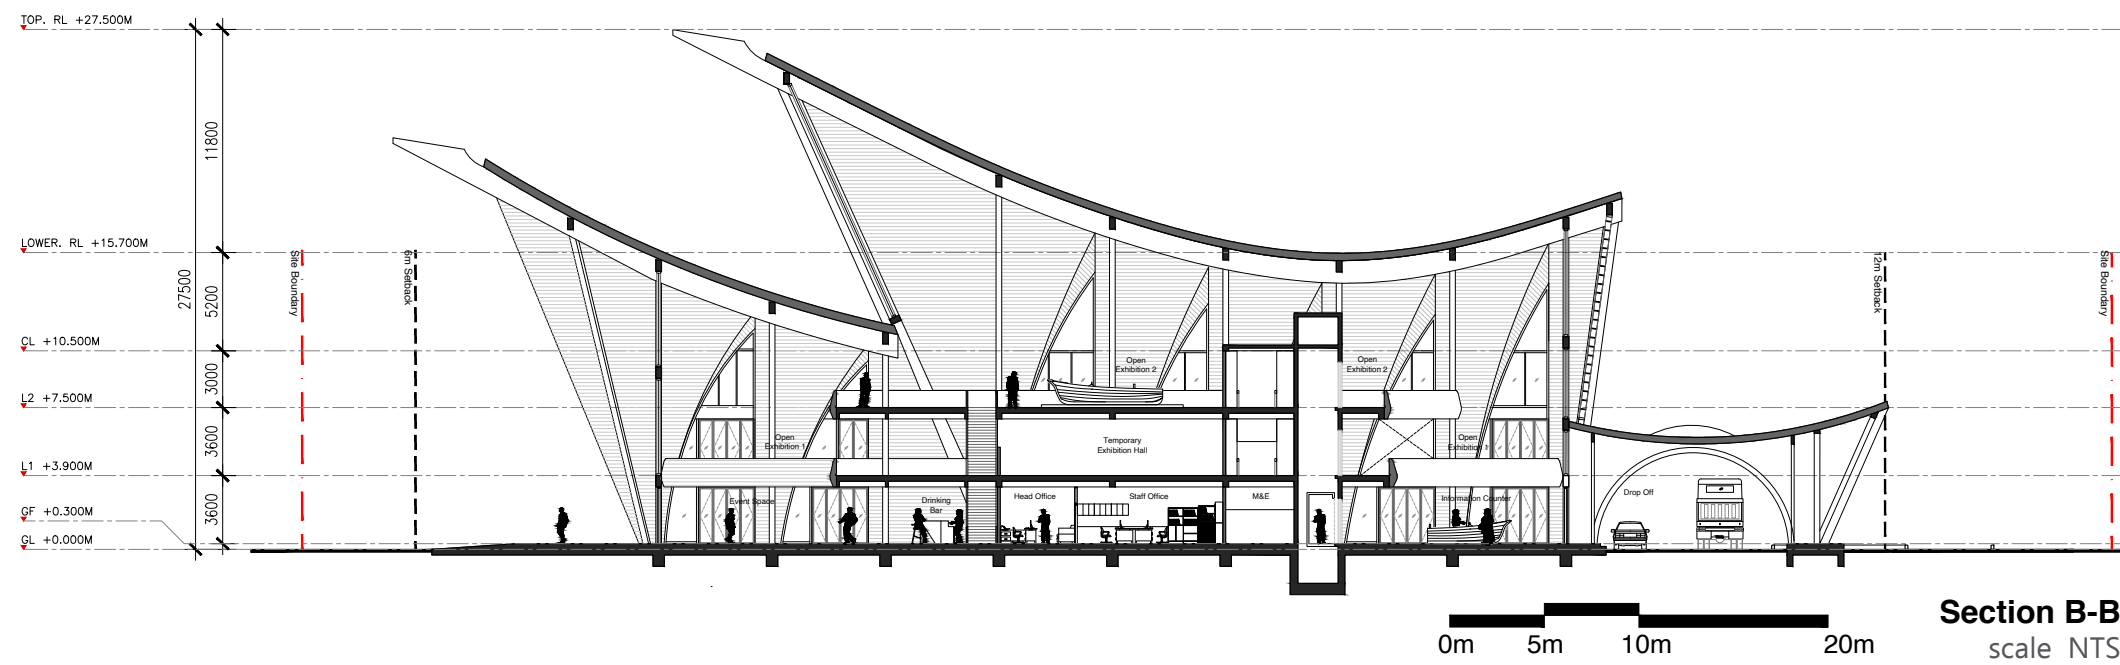 TOP. RL +27.500M
11800
LOWER. RL +15.700M
Site Boundary
6m Setback
12m Setback
Site Boundary
27500
5200
CL +10.500M
3000
L2 +7.500M
3600
L1 +3.900M
3600
GF +0.300M
GL +0.000M
Open
Exhibition 2
Open
Exhibition 2
Open
Exhibition 1
Temporary
Exhibition Hall
Open
Exhibition 1
Event Space
Drinking
Bar
Head Office
Staff Office
M&E
Information Counter
Drop Off
0m 5m 10m 20m
Section B-B
scale NTS